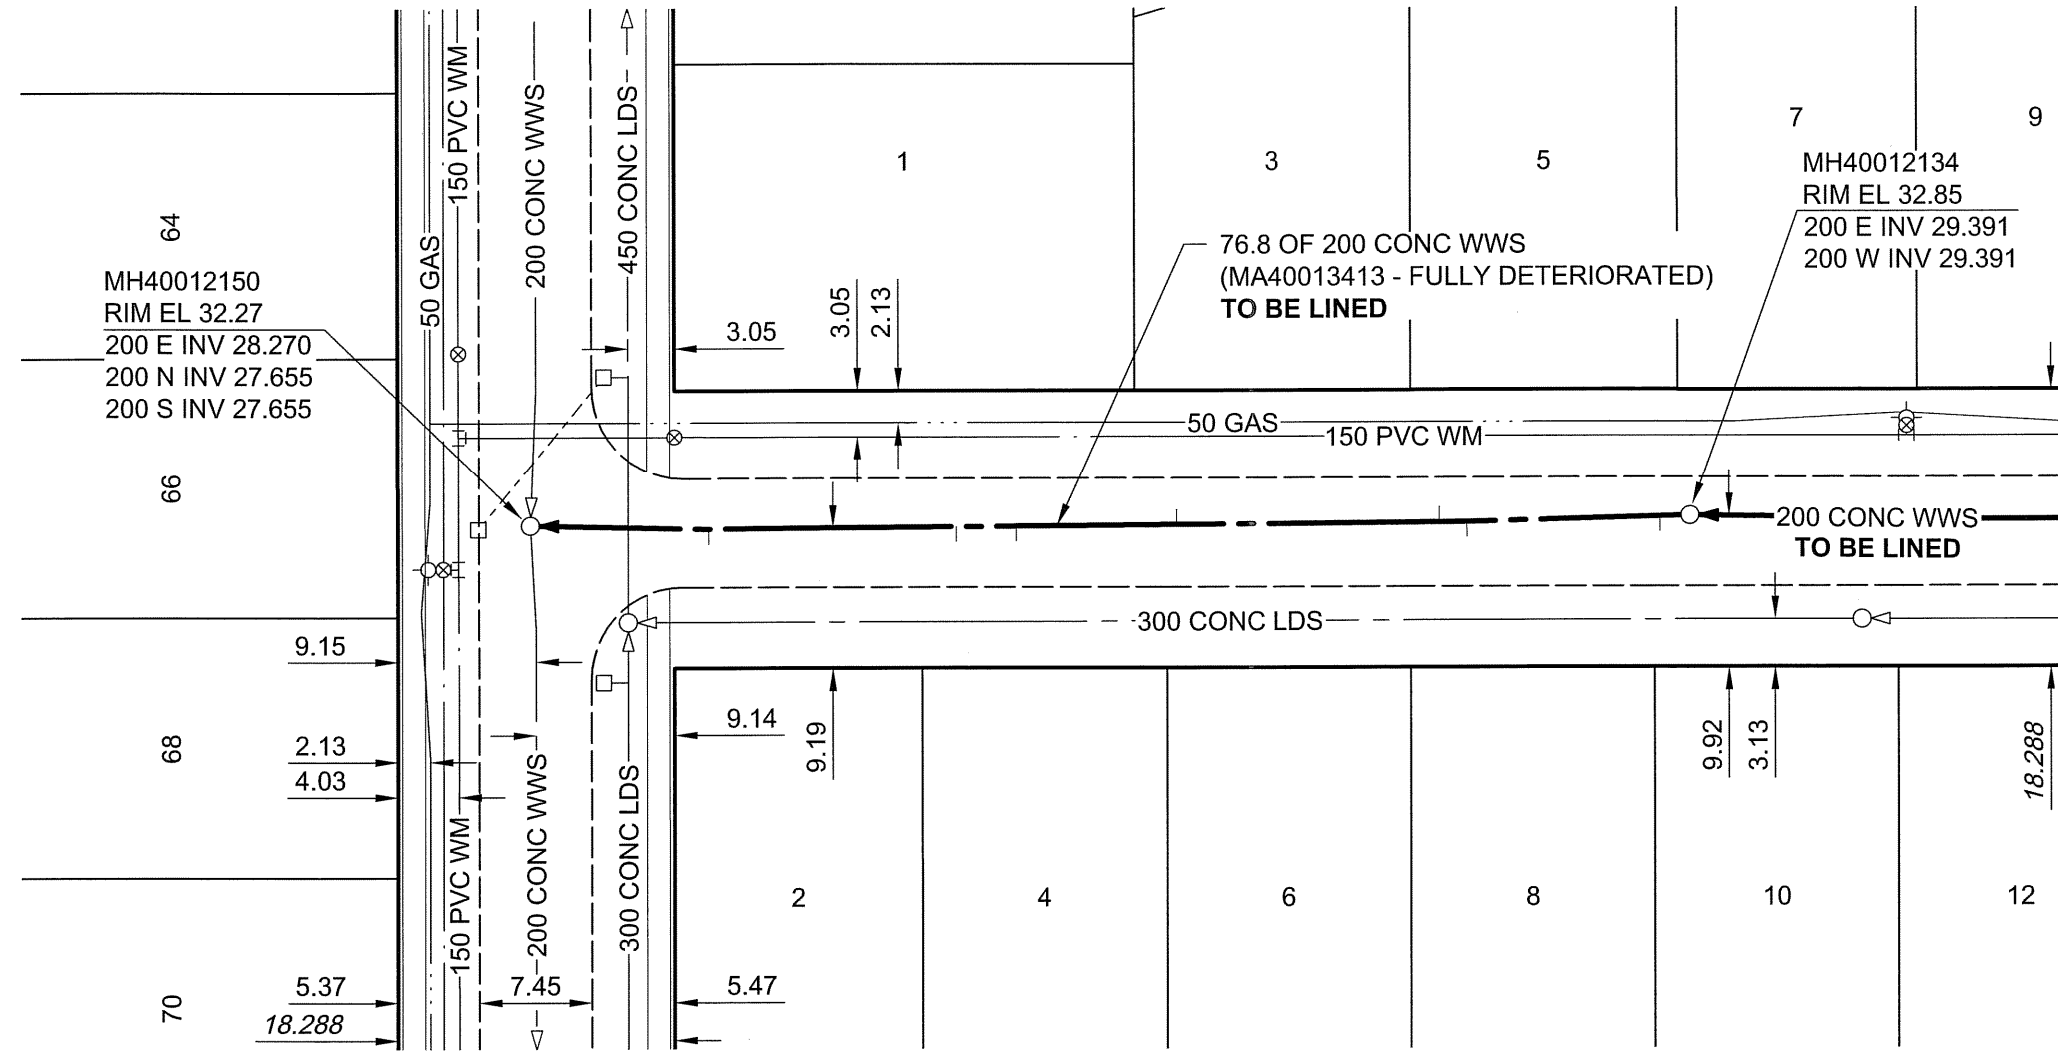 150 PVC WM
200 CONC WWS
450 CONC LDS
50 GAS
1
3
5
7
9
64
66
68
70
MH40012150
RIM EL 32.27
200 E INV 28.270
200 N INV 27.655
200 S INV 27.655
3.05
3.05
2.13
76.8 OF 200 CONC WWS
(MA40013413 - FULLY DETERIORATED)
TO BE LINED
MH40012134
RIM EL 32.85
200 E INV 29.391
200 W INV 29.391
50 GAS
150 PVC WM
200 CONC WWS
TO BE LINED
300 CONC LDS
9.15
2.13
4.03
9.14
9.19
9.92
3.13
18.288
150 PVC WM
200 CONC WWS
300 CONC LDS
2
4
6
8
10
12
5.37
18.288
7.45
5.47